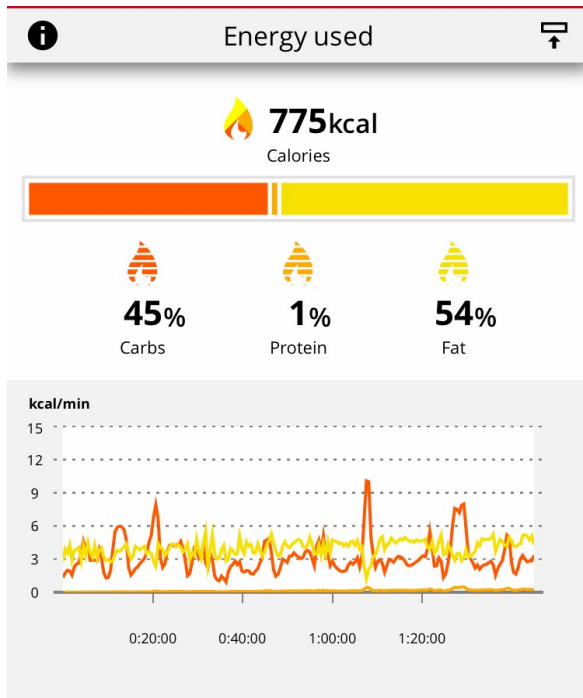 Energy used
775kcal
Calories
45% 1% 54%
Carbs Protein Fat
kcal/min
15
12
9
6
3
0
0:20:00 0:40:00 1:00:00 1:20:00